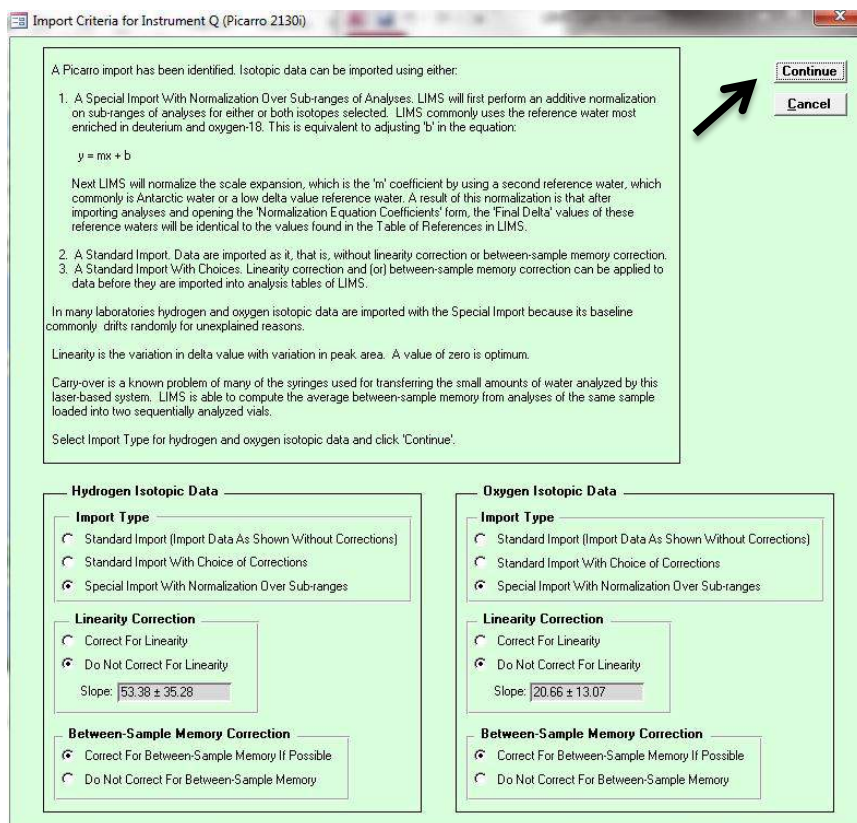 Import Criteria for Instrument Q (Picarro 2130i)
A Picarro import has been identified. Isotopic data can be imported using either:
1. A Special Import With Normalization Over Sub-ranges of Analyses. LIMS will first perform an additive normalization
on sub-ranges of analyses for either or both isotopes selected. LIMS commonly uses the reference water most
enriched in deuterium and oxygen-18. This is equivalent to adjusting 'b' in the equation:
y = mx + b
Next LIMS will normalize the scale expansion, which is the 'm' coefficient by using a second reference water, which
commonly is Antarctic water or a low delta value reference water. A result of this normalization is that after
importing analyses and opening the 'Normalization Equation Coefficients' form, the 'Final Delta' values of these
reference waters will be identical to the values found in the Table of References in LIMS.
2. A Standard Import. Data are imported as it, that is, without linearity correction or between-sample memory correction.
3. A Standard Import With Choices. Linearity correction and (or) between-sample memory correction can be applied to
data before they are imported into analysis tables of LIMS.
In many laboratories hydrogen and oxygen isotopic data are imported with the Special Import because its baseline
commonly drifts randomly for unexplained reasons.
Linearity is the variation in delta value with variation in peak area. A value of zero is optimum.
Carry-over is a known problem of many of the syringes used for transferring the small amounts of water analyzed by this
laser-based system. LIMS is able to compute the average between-sample memory from analyses of the same sample
loaded into two sequentially analyzed vials.
Select Import Type for hydrogen and oxygen isotopic data and click 'Continue'.
Continue
Cancel
Hydrogen Isotopic Data
Import Type
Standard Import (Import Data As Shown Without Corrections)
Standard Import With Choice of Corrections
Special Import With Normalization Over Sub-ranges
Linearity Correction
Correct For Linearity
Do Not Correct For Linearity
Slope: 53.38 ± 35.28
Between-Sample Memory Correction
Correct For Between-Sample Memory If Possible
Do Not Correct For Between-Sample Memory
Oxygen Isotopic Data
Import Type
Standard Import (Import Data As Shown Without Corrections)
Standard Import With Choice of Corrections
Special Import With Normalization Over Sub-ranges
Linearity Correction
Correct For Linearity
Do Not Correct For Linearity
Slope: 20.66 ± 13.07
Between-Sample Memory Correction
Correct For Between-Sample Memory If Possible
Do Not Correct For Between-Sample Memory